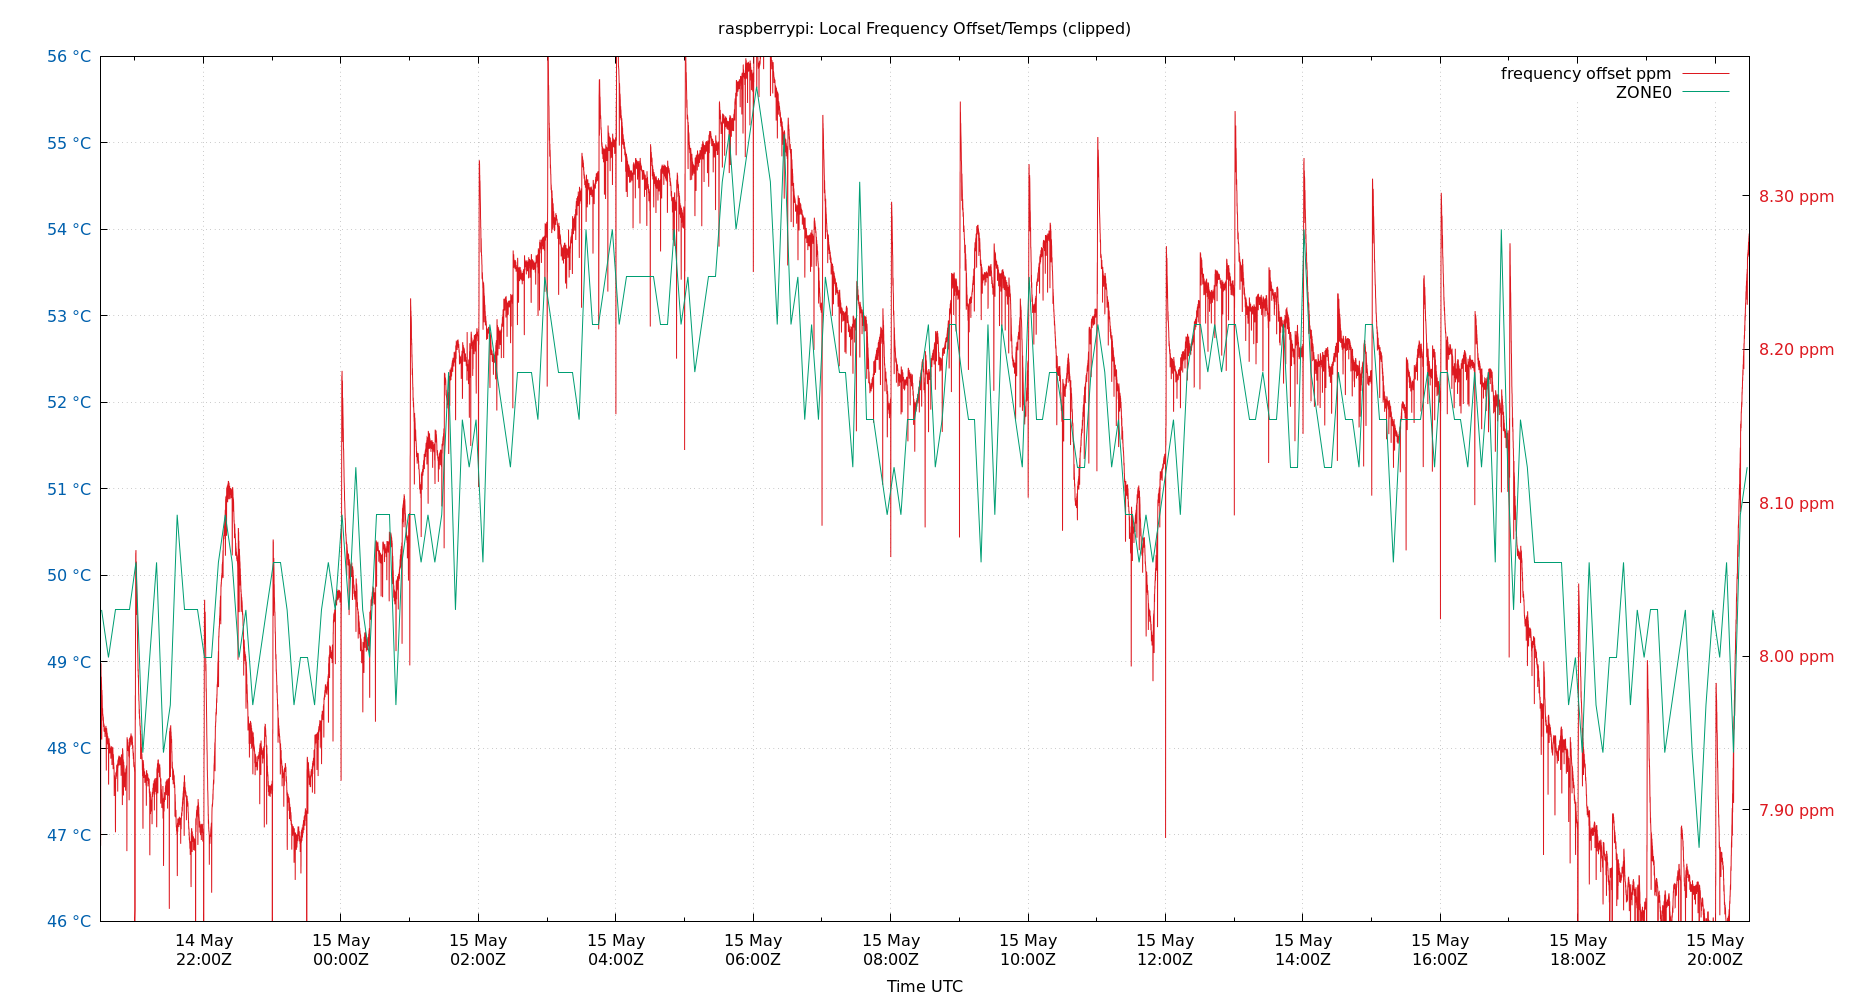 raspberrypi: Local Frequency Offset/Temps (clipped)
frequency offset ppm
ZONE0
56 °C
55 °C
54 °C
53 °C
52 °C
51 °C
50 °C
49 °C
48 °C
47 °C
46 °C
8.30 ppm
8.20 ppm
8.10 ppm
8.00 ppm
7.90 ppm
14 May
22:00Z
15 May
00:00Z
15 May
02:00Z
15 May
04:00Z
15 May
06:00Z
15 May
08:00Z
15 May
10:00Z
15 May
12:00Z
15 May
14:00Z
15 May
16:00Z
15 May
18:00Z
15 May
20:00Z
Time UTC